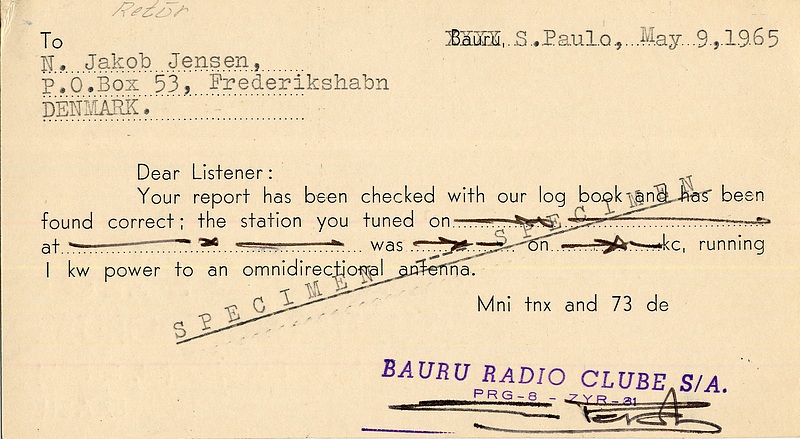 Retür
Bauru, S.Paulo, May 9,1965
To
N. Jakob Jensen,
P.O.Box 53, Frederikshabn
DENMARK.
Dear Listener:
Your report has been checked with our log book and has been
found correct; the station you tuned on
at was on kc, running
1 kw power to an omnidirectional antenna.
SPECIMEN --- SPECIMEN
Mni tnx and 73 de
BAURU RADIO CLUBE S/A.
PRG-8 - ZYR-31